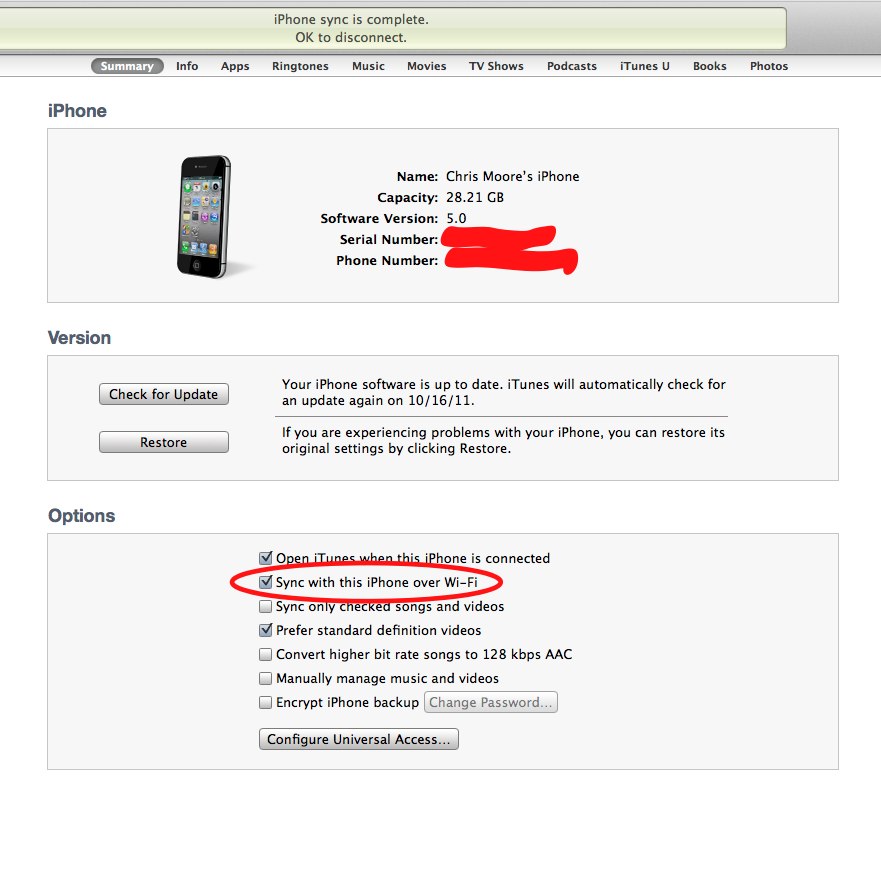 iPhone sync is complete.
OK to disconnect.
Summary Info Apps Ringtones Music Movies TV Shows Podcasts iTunes U Books Photos
iPhone
Name: Chris Moore's iPhone
Capacity: 28.21 GB
Software Version: 5.0
Serial Number:
Phone Number:
Version
Check for Update
Your iPhone software is up to date. iTunes will automatically check for
an update again on 10/16/11.
Restore
If you are experiencing problems with your iPhone, you can restore its
original settings by clicking Restore.
Options
Open iTunes when this iPhone is connected
Sync with this iPhone over Wi-Fi
Sync only checked songs and videos
Prefer standard definition videos
Convert higher bit rate songs to 128 kbps AAC
Manually manage music and videos
Encrypt iPhone backup Change Password...
Configure Universal Access...